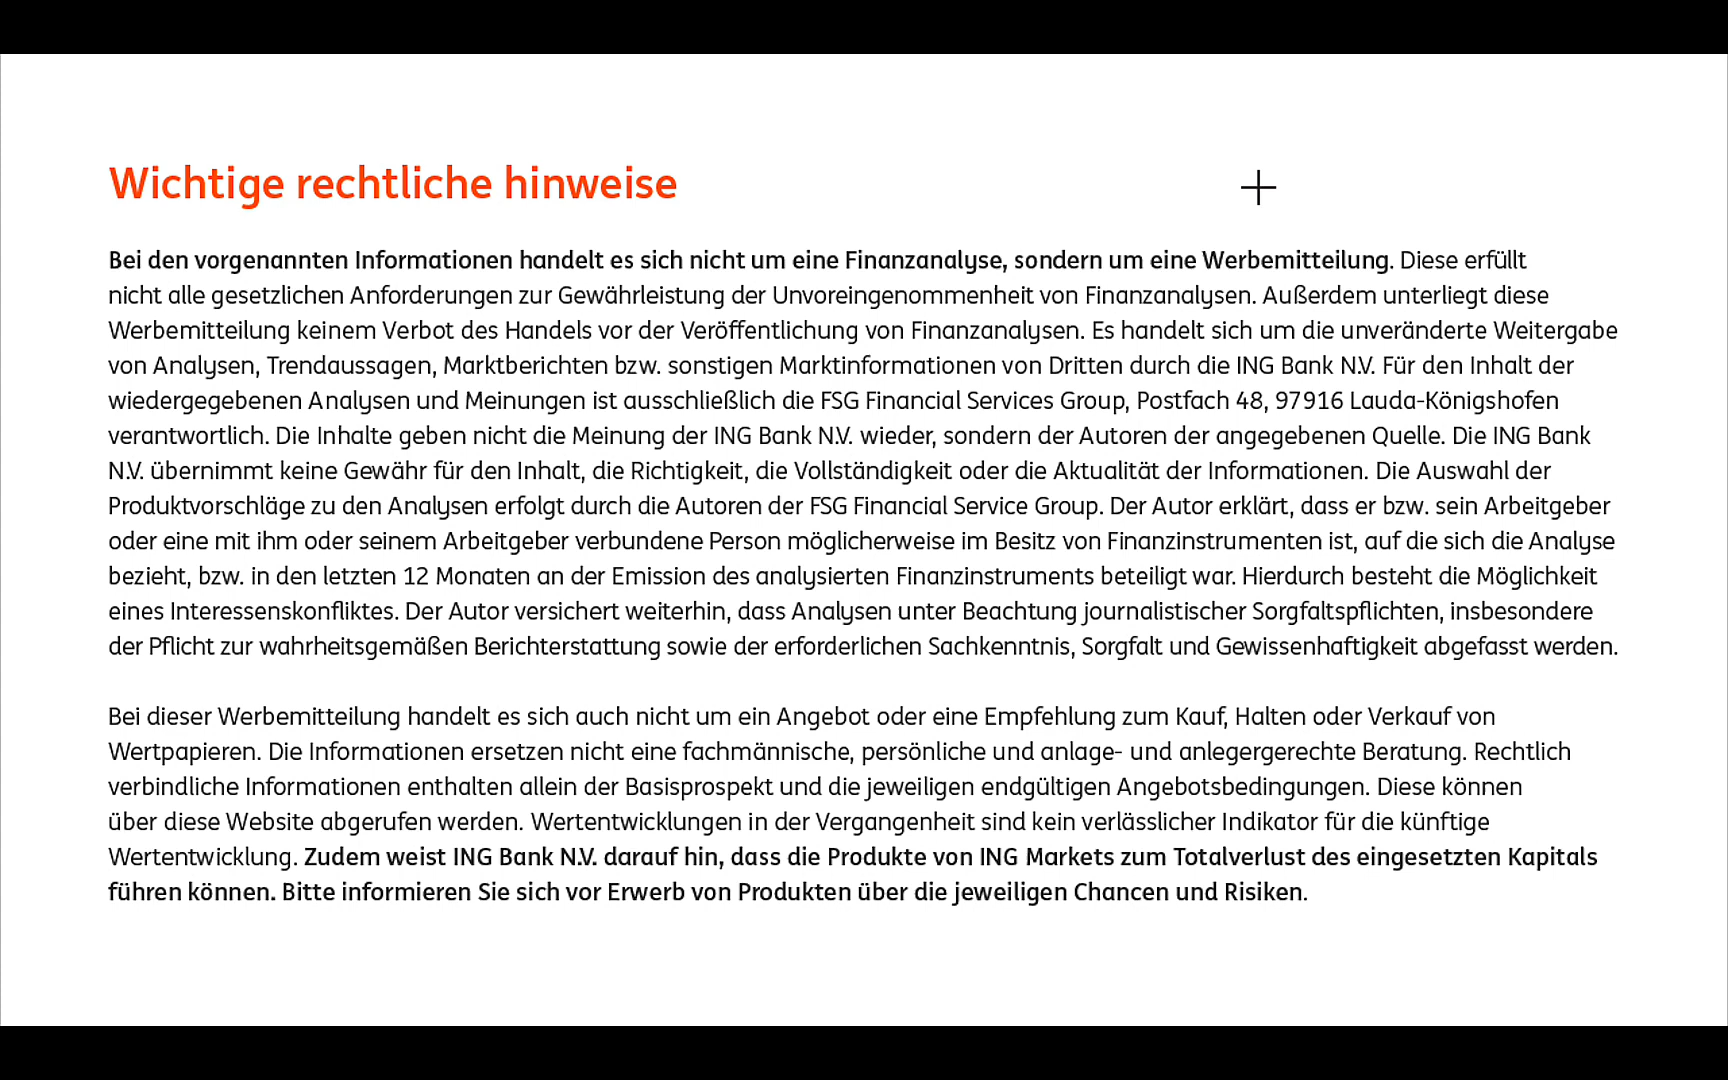 Wichtige rechtliche hinweise
Bei den vorgenannten Informationen handelt es sich nicht um eine Finanzanalyse, sondern um eine Werbemitteilung. Diese erfüllt
nicht alle gesetzlichen Anforderungen zur Gewährleistung der Unvoreingenommenheit von Finanzanalysen. Außerdem unterliegt diese
Werbemitteilung keinem Verbot des Handels vor der Veröffentlichung von Finanzanalysen. Es handelt sich um die unveränderte Weitergabe
von Analysen, Trendaussagen, Marktberichten bzw. sonstigen Marktinformationen von Dritten durch die ING Bank N.V. Für den Inhalt der
wiedergegebenen Analysen und Meinungen ist ausschließlich die FSG Financial Services Group, Postfach 48, 97916 Lauda-Königshofen
verantwortlich. Die Inhalte geben nicht die Meinung der ING Bank N.V. wieder, sondern der Autoren der angegebenen Quelle. Die ING Bank
N.V. übernimmt keine Gewähr für den Inhalt, die Richtigkeit, die Vollständigkeit oder die Aktualität der Informationen. Die Auswahl der
Produktvorschläge zu den Analysen erfolgt durch die Autoren der FSG Financial Service Group. Der Autor erklärt, dass er bzw. sein Arbeitgeber
oder eine mit ihm oder seinem Arbeitgeber verbundene Person möglicherweise im Besitz von Finanzinstrumenten ist, auf die sich die Analyse
bezieht, bzw. in den letzten 12 Monaten an der Emission des analysierten Finanzinstruments beteiligt war. Hierdurch besteht die Möglichkeit
eines Interessenskonfliktes. Der Autor versichert weiterhin, dass Analysen unter Beachtung journalistischer Sorgfaltspflichten, insbesondere
der Pflicht zur wahrheitsgemäßen Berichterstattung sowie der erforderlichen Sachkenntnis, Sorgfalt und Gewissenhaftigkeit abgefasst werden.
Bei dieser Werbemitteilung handelt es sich auch nicht um ein Angebot oder eine Empfehlung zum Kauf, Halten oder Verkauf von
Wertpapieren. Die Informationen ersetzen nicht eine fachmännische, persönliche und anlage- und anlegergerechte Beratung. Rechtlich
verbindliche Informationen enthalten allein der Basisprospekt und die jeweiligen endgültigen Angebotsbedingungen. Diese können
über diese Website abgerufen werden. Wertentwicklungen in der Vergangenheit sind kein verlässlicher Indikator für die künftige
Wertentwicklung. Zudem weist ING Bank N.V. darauf hin, dass die Produkte von ING Markets zum Totalverlust des eingesetzten Kapitals
führen können. Bitte informieren Sie sich vor Erwerb von Produkten über die jeweiligen Chancen und Risiken.